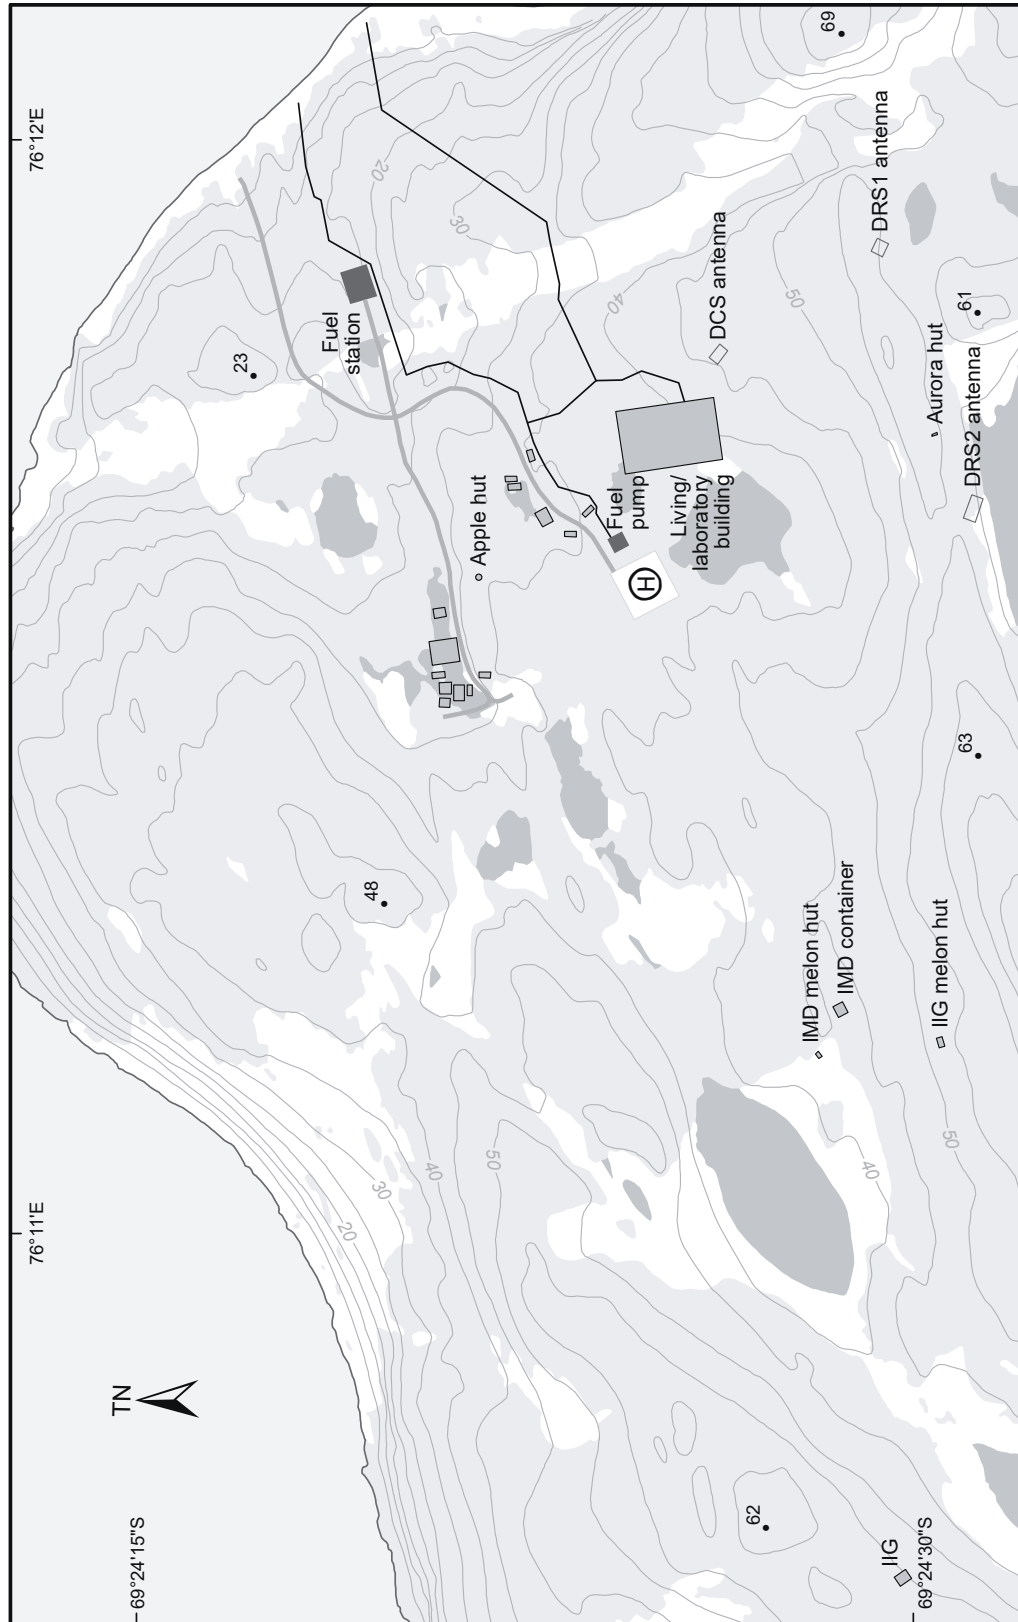 76°11'E
76°12'E
TN
69°24'15"S
69°24'30"S
23
Fuel
station
20
30
48
Apple hut
Fuel
pump
H
Living/
laboratory
building
40
DCS antenna
50
69
DRS1 antenna
61
Aurora hut
DRS2 antenna
63
IMD melon hut
IMD container
IIG melon hut
50
40
20
30
40
50
62
IIG